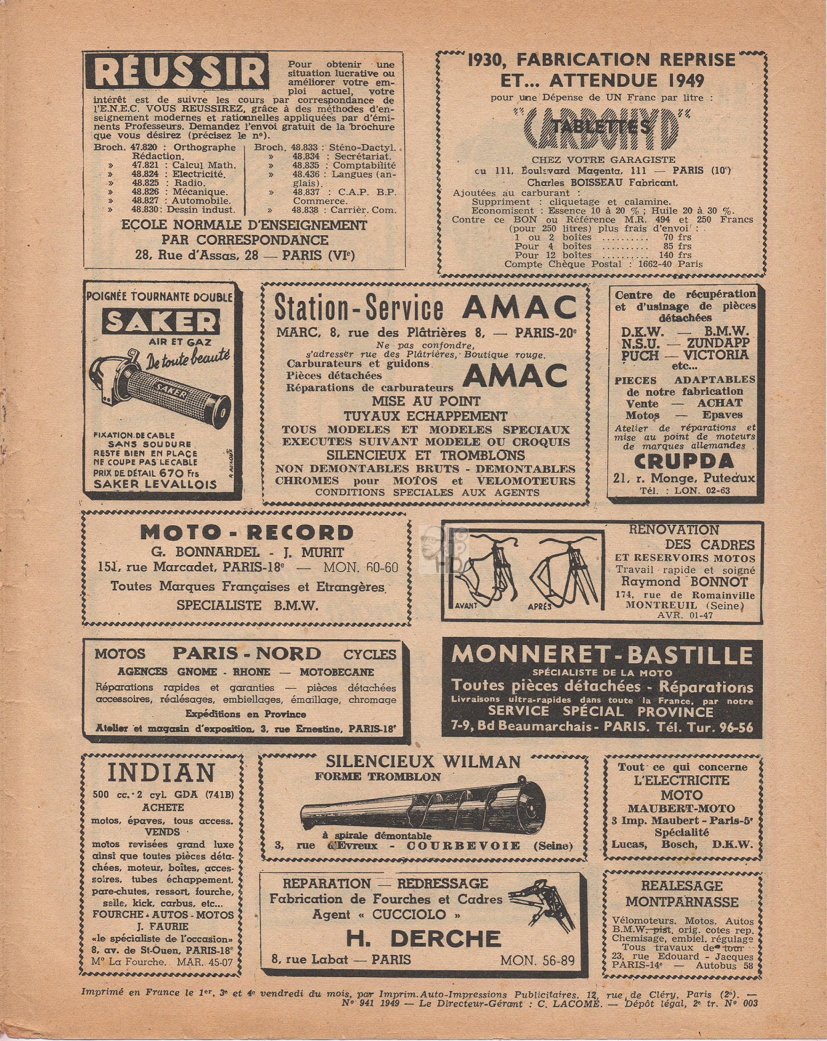 RÉUSSIR
Pour obtenir une
situation lucrative ou
améliorer votre em-
ploi actuel, votre
intérêt est de suivre les cours par correspondance de
l'E.N.E.C. VOUS REUSSIREZ, grâce à des méthodes d'en-
seignement modernes et rationnelles appliquées par d'émi-
nents Professeurs. Demandez l'envoi gratuit de la brochure
que vous désirez (précisez le n°).
Broch. 47.820 : Orthographe
Rédaction.
» 47.821 : Calcul Math.
» 48.824 : Electricité.
» 48.825 : Radio.
» 48.826 : Mécanique.
» 48.827 : Automobile.
» 48.830 : Dessin indust.
Broch. 48.833 : Sténo-Dactyl.
» 48.834 : Secrétariat.
» 48.835 : Comptabilité
» 48.436 : Langues (an-
glais).
» 48.837 : C.A.P. B.P.
Commerce.
» 48.838 : Carrièr. Com.
ECOLE NORMALE D'ENSEIGNEMENT
PAR CORRESPONDANCE
28, Rue d'Assas, 28 — PARIS (VIe)
1930, FABRICATION REPRISE
ET... ATTENDUE 1949
pour une Dépense de UN Franc par litre :
TABLETTES
"CARBOHYD"
CHEZ VOTRE GARAGISTE
cu 111, Boulevard Magenta, 111 — PARIS (10e)
Charles BOISSEAU Fabricant.
Ajoutées au carburant :
Suppriment : cliquetage et calamine.
Economisent : Essence 10 à 20 % ; Huile 20 à 30 %.
Contre ce BON ou Référence M.R. 494 et 250 Francs
(pour 250 litres) plus frais d'envoi :
1 ou 2 boîtes .......... 70 frs
Pour 4 boîtes .......... 85 frs
Pour 12 boîtes .......... 140 frs
Compte Chèque Postal : 1662-40 Paris
POIGNÉE TOURNANTE DOUBLE
SAKER
AIR ET GAZ
De toute beauté
SAKER
FIXATION DE CABLE
SANS SOUDURE
RESTE BIEN EN PLACE
NE COUPE PAS LE CABLE
PRIX DE DÉTAIL 670 frs
SAKER LEVALLOIS
Station-Service AMAC
MARC, 8, rue des Plâtrières 8, — PARIS-20e
Ne pas confondre,
s'adresser rue des Plâtrières, Boutique rouge.
Carburateurs et guidons
Pièces détachées
Réparations de carburateurs
AMAC
MISE AU POINT
TUYAUX ECHAPPEMENT
TOUS MODELES ET MODELES SPECIAUX
EXECUTES SUIVANT MODELE OU CROQUIS
SILENCIEUX ET TROMBLONS
NON DEMONTABLES BRUTS - DEMONTABLES
CHROMES pour MOTOS et VELOMOTEURS
CONDITIONS SPECIALES AUX AGENTS
Centre de récupération
et d'usinage de pièces
détachées
D.K.W. — B.M.W.
N.S.U. — ZUNDAPP
PUCH — VICTORIA
etc...
PIECES ADAPTABLES
de notre fabrication
Vente — ACHAT
Motos — Epaves
Atelier de réparations et
mise au point de moteurs
de marques allemandes.
CRUPDA
21, r. Monge, Puteaux
Tél. : LON. 02-63
MOTO - RECORD
G. BONNARDEL - J. MURIT
151, rue Marcadet, PARIS-18e — MON. 60-60
Toutes Marques Françaises et Etrangères
SPECIALISTE B.M.W.
AVANT
APRÈS
RENOVATION
DES CADRES
ET RESERVOIRS MOTOS
Travail rapide et soigné
Raymond BONNOT
174, rue de Romainville
MONTREUIL (Seine)
AVR. 01-47
MOTOS PARIS - NORD CYCLES
AGENCES GNOME - RHONE — MOTOBECANE
Réparations rapides et garanties — pièces détachées
accessoires, réalésages, embiellages, émaillage, chromage
Expéditions en Province
Atelier et magasin d'exposition, 3, rue Ernestine, PARIS-18e
MONNERET-BASTILLE
SPÉCIALISTE DE LA MOTO
Toutes pièces détachées - Réparations
Livraisons ultra-rapides dans toute la France, par notre
SERVICE SPÉCIAL PROVINCE
7-9, Bd Beaumarchais - PARIS. Tél. Tur. 96-56
INDIAN
500 cc. - 2 cyl. GDA (741B)
ACHETE
motos, épaves, tous access.
VENDS
motos revisées grand luxe
ainsi que toutes pièces déta-
chées, moteur, boîtes, acces-
soires, tubes échappement,
pare-chutes, ressort, fourche,
selle, kick, carbus, etc...
FOURCHE - AUTOS - MOTOS
J. FAURIE
«le spécialiste de l'occasion»
8, av. de St-Ouen, PARIS-18e
Mo La Fourche. MAR. 45-07
SILENCIEUX WILMAN
FORME TROMBLON
à spirale démontable
3, rue d'Evreux - COURBEVOIE (Seine)
Tout ce qui concerne
L'ELECTRICITE
MOTO
MAUBERT-MOTO
3 Imp. Maubert - Paris-5e
Spécialité
Lucas, Bosch, D.K.W.
REPARATION — REDRESSAGE
Fabrication de Fourches et Cadres
Agent « CUCCIOLO »
H. DERCHE
8, rue Labat — PARIS MON. 56-89
REALESAGE
MONTPARNASSE
Vélomoteurs, Motos, Autos
B.M.W. pist. orig. cotes rep.
Chemisage, embiel, régulage
Tous travaux de tour
23, rue Edouard - Jacques
PARIS-14e — Autobus 58
Imprimé en France le 1er, 3e et 4e vendredi du mois, par Imprim. Auto-Impressions Publicitaires, 12, rue de Cléry, Paris (2e). —
No 941 1949 — Le Directeur-Gérant : C. LACOME. — Dépôt légal, 2e tr. No 003